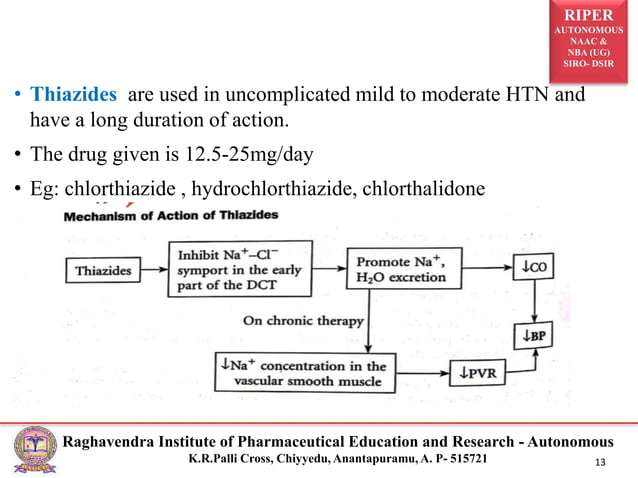 RIPER
AUTONOMOUS
NAAC &
NBA (UG)
SIRO- DSIR
• Thiazides are used in uncomplicated mild to moderate HTN and
have a long duration of action.
• The drug given is 12.5-25mg/day
• Eg: chlorthiazide , hydrochlorthiazide, chlorthalidone
Mechanism of Action of Thiazides
Thiazides
Inhibit Na⁺–Cl⁻
symport in the early
part of the DCT
Promote Na⁺,
H₂O excretion
↓CO
On chronic therapy
↓BP
↓Na⁺ concentration in the
vascular smooth muscle
↓PVR
Raghavendra Institute of Pharmaceutical Education and Research - Autonomous
K.R.Palli Cross, Chiyyedu, Anantapuramu, A. P- 515721
13